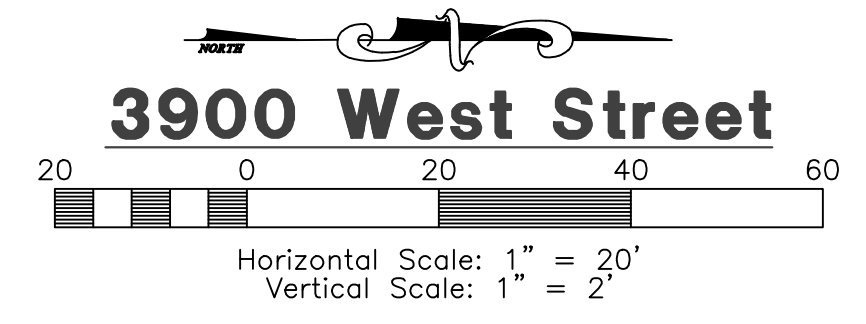 NORTH
3900 West Street
20 0 20 40 60
Horizontal Scale: 1" = 20'
Vertical Scale: 1" = 2'